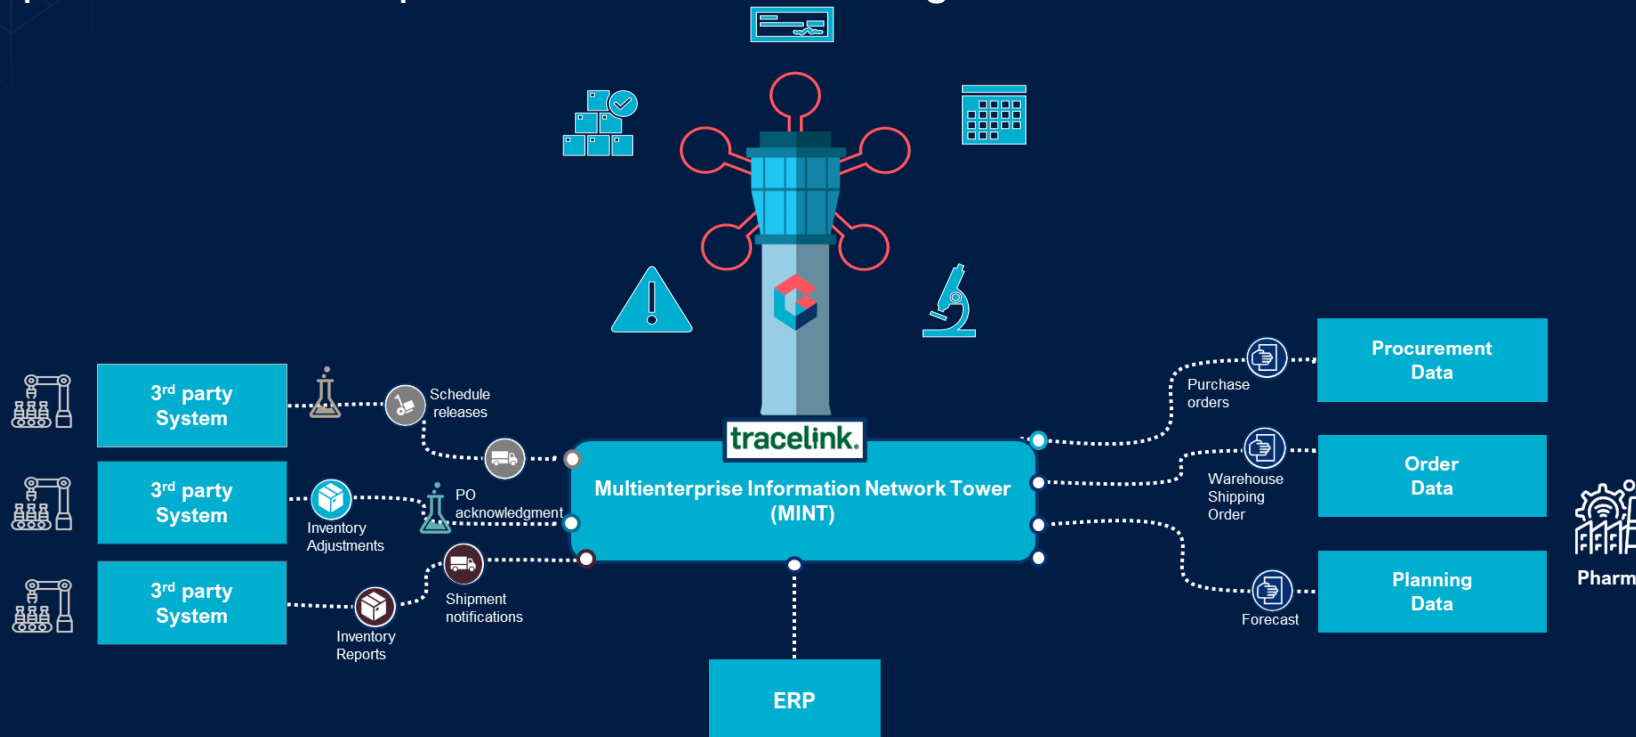 tracelink.
Multienterprise Information Network Tower
(MINT)
3rd party
System
Schedule
releases
3rd party
System
Inventory
Adjustments
PO
acknowledgment
3rd party
System
Inventory
Reports
Shipment
notifications
ERP
Purchase
orders
Procurement
Data
Warehouse
Shipping
Order
Order
Data
Forecast
Planning
Data
Pharm